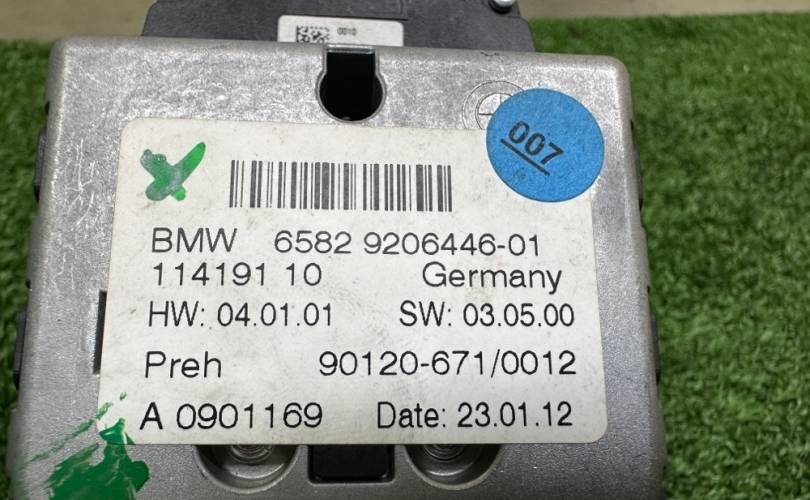 0010
007
BMW 6582 9206446-01
114191 10 Germany
HW: 04.01.01 SW: 03.05.00
Preh 90120-671/0012
A 0901169 Date: 23.01.12